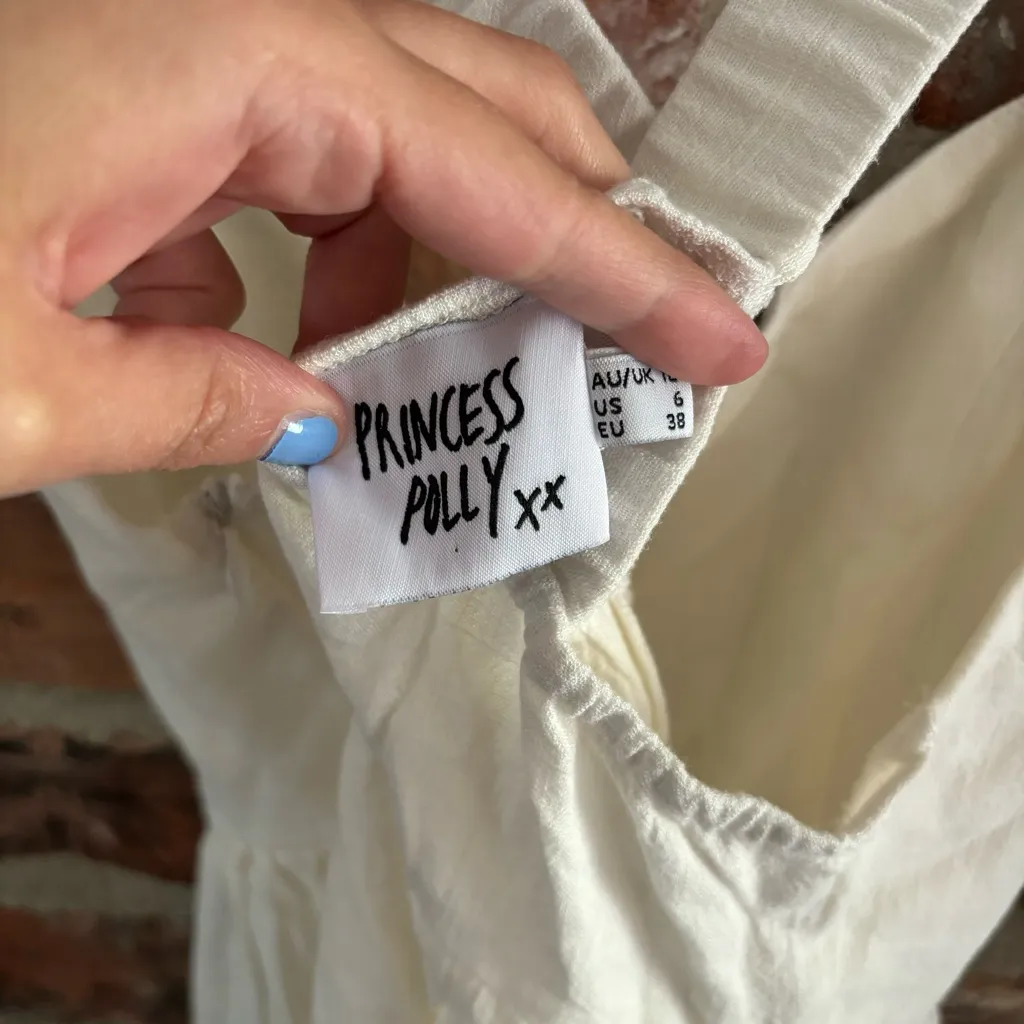 PRINCESS
POLLY xx
AU/UK
US 6
EU 38